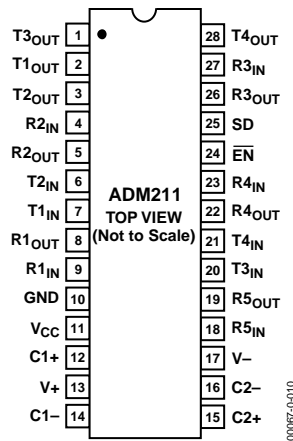 T3OUT 1
T1OUT 2
T2OUT 3
R2IN 4
R2OUT 5
T2IN 6
T1IN 7
R1OUT 8
R1IN 9
GND 10
VCC 11
C1+ 12
V+ 13
C1– 14
ADM211
TOP VIEW
(Not to Scale)
28 T4OUT
27 R3IN
26 R3OUT
25 SD
24 EN
23 R4IN
22 R4OUT
21 T4IN
20 T3IN
19 R5OUT
18 R5IN
17 V–
16 C2–
15 C2+
00067-0-010